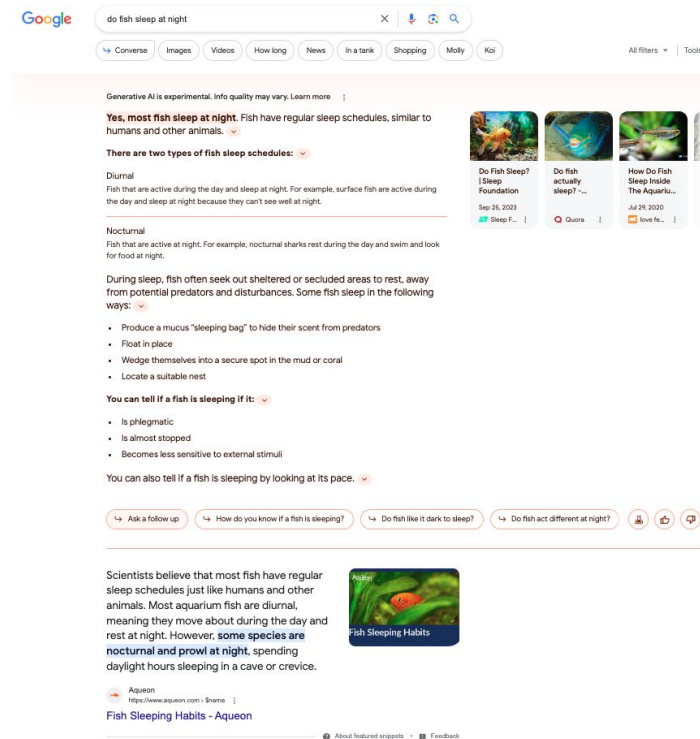 Google
do fish sleep at night
Converse
Images
Videos
How long
News
In a tank
Shopping
Molly
Koi
All filters
Tools
Generative AI is experimental. Info quality may vary. Learn more
Yes, most fish sleep at night. Fish have regular sleep schedules, similar to
humans and other animals.
There are two types of fish sleep schedules:
Diurnal
Fish that are active during the day and sleep at night. For example, surface fish are active during
the day and sleep at night because they can't see well at night.
Nocturnal
Fish that are active at night. For example, nocturnal sharks rest during the day and swim and look
for food at night.
During sleep, fish often seek out sheltered or secluded areas to rest, away
from potential predators and disturbances. Some fish sleep in the following
ways:
• Produce a mucus "sleeping bag" to hide their scent from predators
• Float in place
• Wedge themselves into a secure spot in the mud or coral
• Locate a suitable nest
You can tell if a fish is sleeping if it:
• Is phlegmatic
• Is almost stopped
• Becomes less sensitive to external stimuli
You can also tell if a fish is sleeping by looking at its pace.
Do Fish Sleep?
| Sleep
Foundation
Sep 25, 2023
Sleep F...
Do fish
actually
sleep? -...
Quora
How Do Fish
Sleep Inside
The Aquariu...
Jul 29, 2020
love fe...
Ask a follow up
How do you know if a fish is sleeping?
Do fish like it dark to sleep?
Do fish act different at night?
Scientists believe that most fish have regular
sleep schedules just like humans and other
animals. Most aquarium fish are diurnal,
meaning they move about during the day and
rest at night. However, some species are
nocturnal and prowl at night, spending
daylight hours sleeping in a cave or crevice.
Aqueon
Fish Sleeping Habits
Aqueon
https://www.aqueon.com › $name
Fish Sleeping Habits - Aqueon
About featured snippets • Feedback